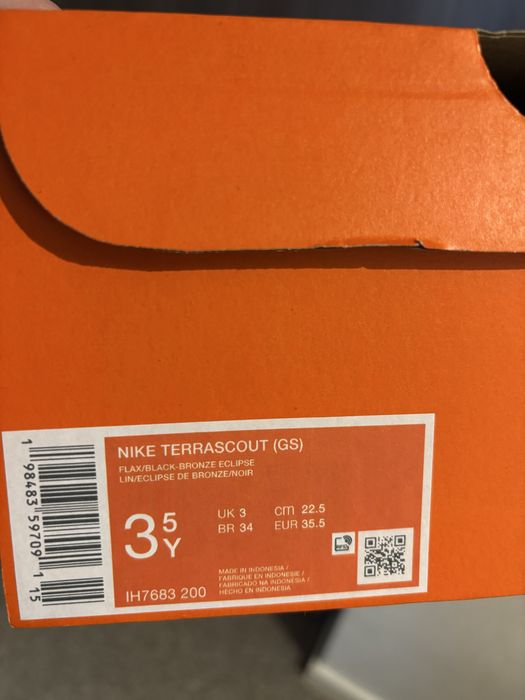 NIKE TERRASCOUT (GS)
FLAX/BLACK-BRONZE ECLIPSE
LIN/ECLIPSE DE BRONZE/NOIR
3 5 Y
UK 3 cm 22.5
BR 34 EUR 35.5
MADE IN INDONESIA /
FABRIQUÉ EN INDONESIE /
FABRICADO NA INDONESIA /
HECHO EN INDONESIA
IH7683 200
1 98483 59709 1 15